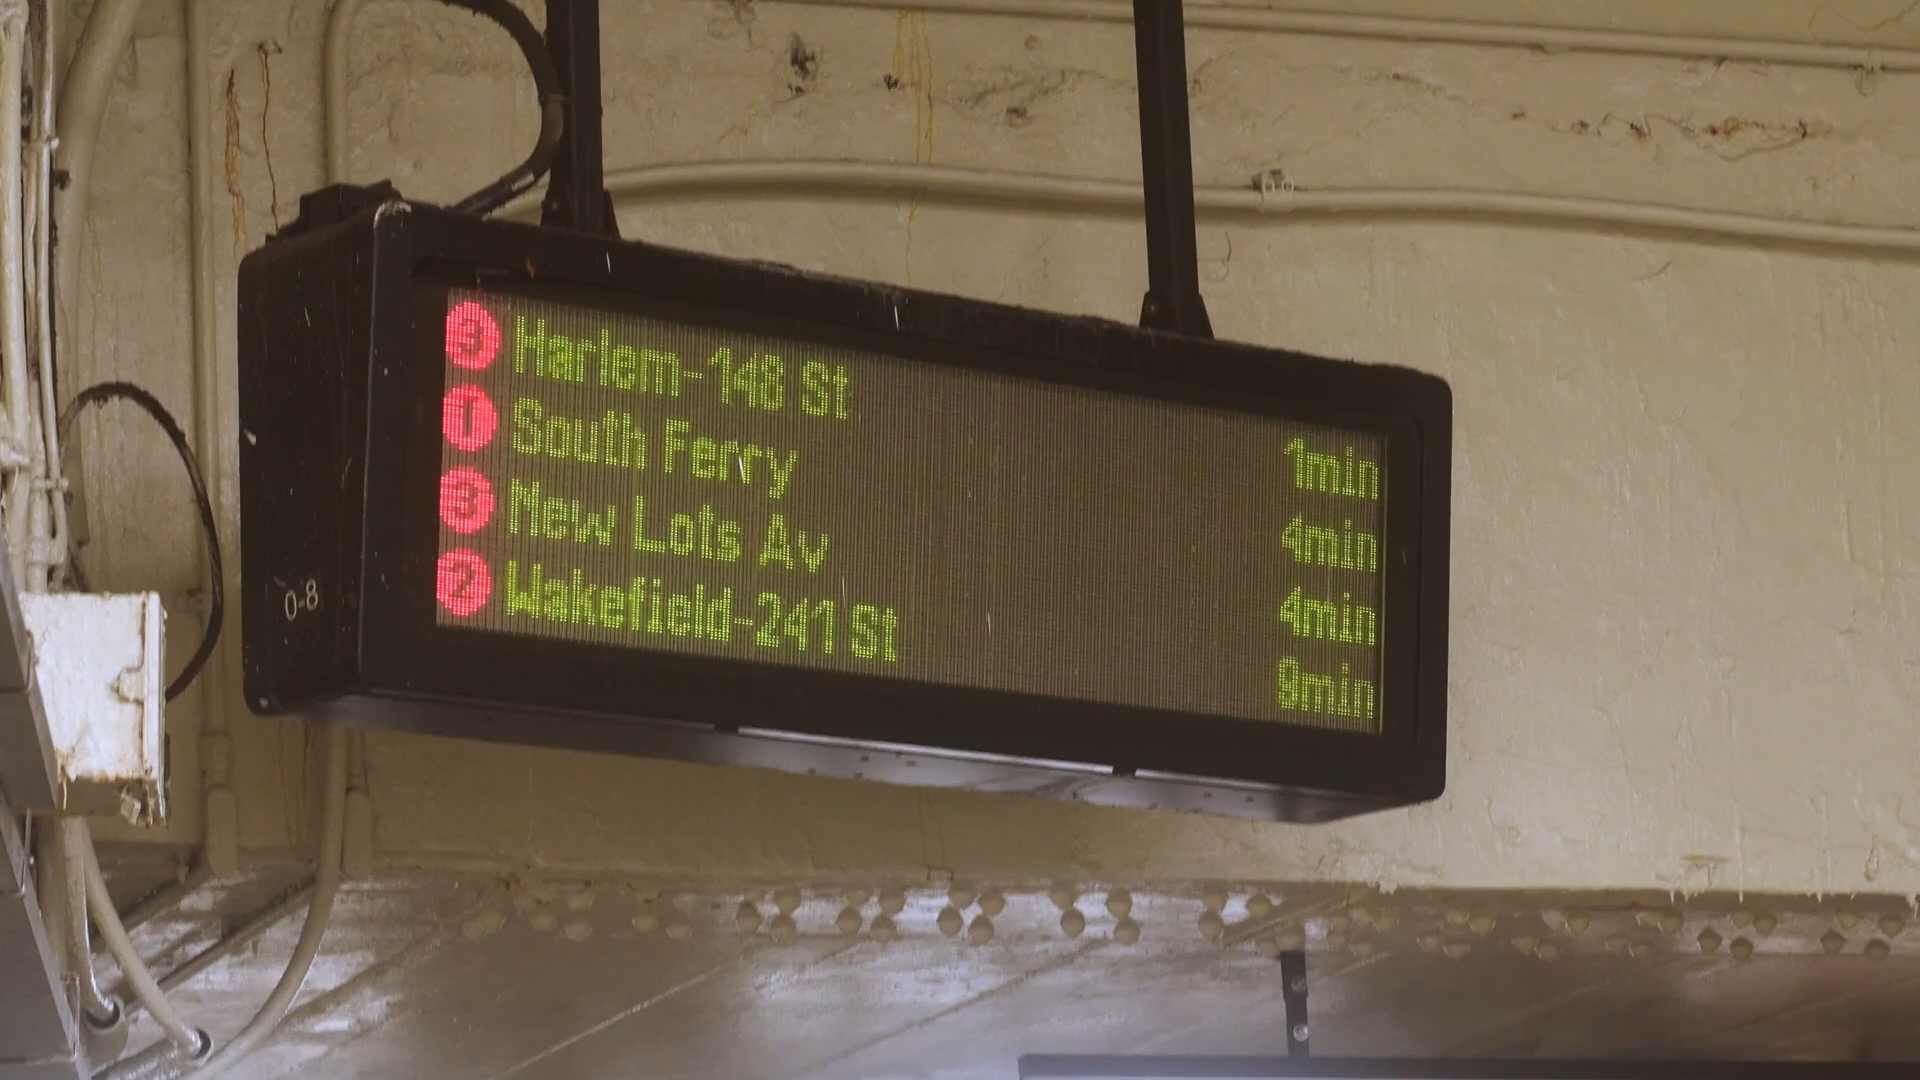 3 Harlem-148 St 1min
1 South Ferry 4min
3 New Lots Av 4min
2 Wakefield-241 St 9min
0-8